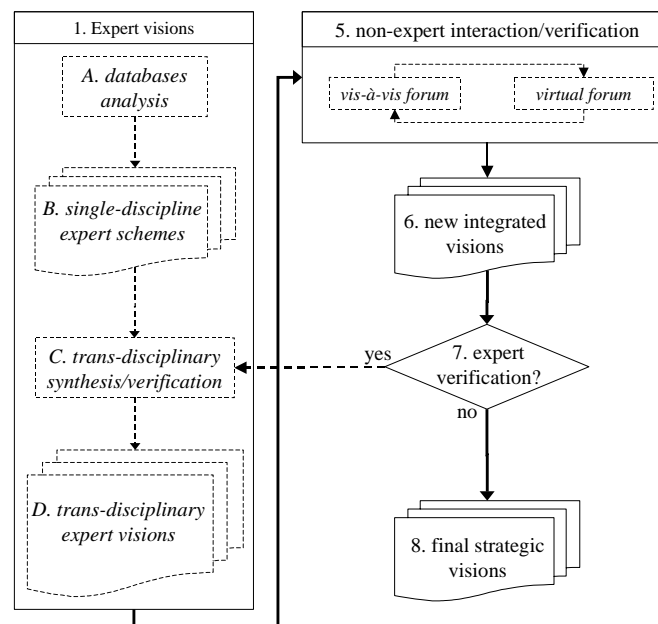 1. Expert visions
A. databases
analysis
B. single-discipline
expert schemes
C. trans-disciplinary
synthesis/verification
D. trans-disciplinary
expert visions
5. non-expert interaction/verification
vis-à-vis forum
virtual forum
6. new integrated
visions
7. expert
verification?
yes
no
8. final strategic
visions